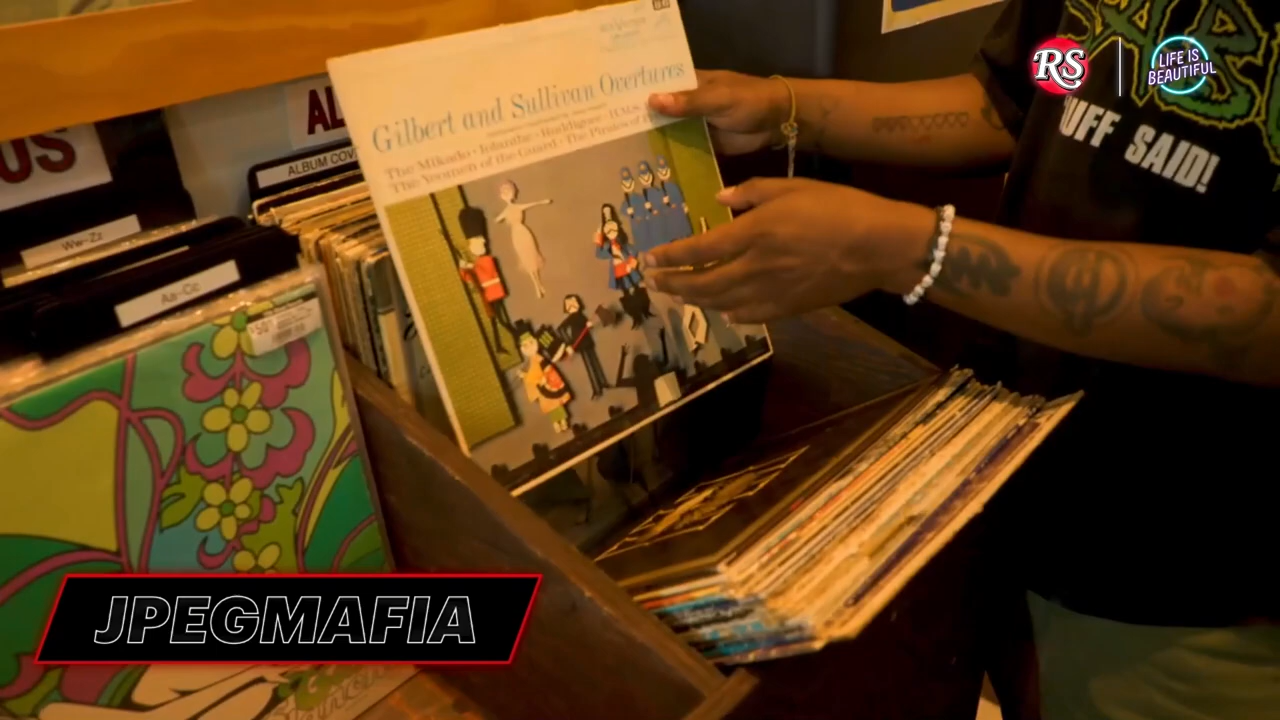 RS
LIFE IS
BEAUTIFUL
Gilbert and Sullivan Overtures
The Mikado · Iolanthe · Ruddigore · H.M.S.
The Yeomen of the Guard · The Pirates of
'UFF SAID!
US
AL
ALBUM COV
Ww-Zz
Aa-Cc
JPEGMAFIA